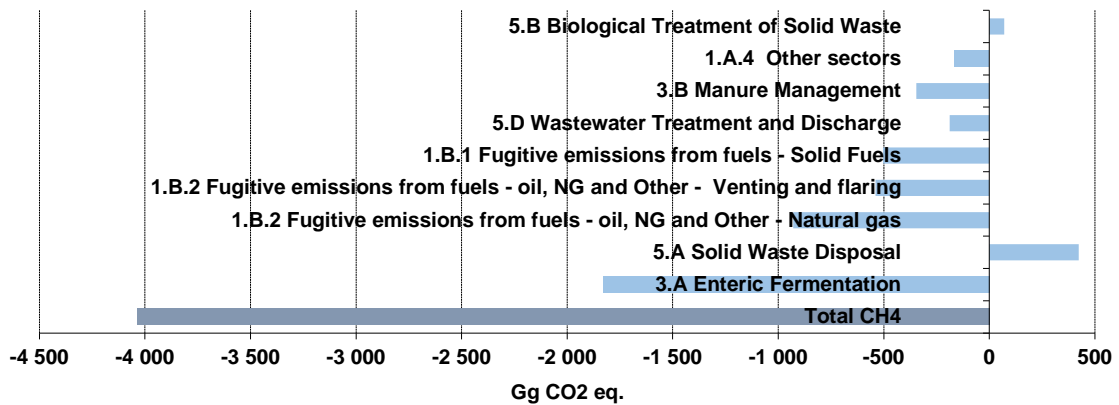 5.B Biological Treatment of Solid Waste
1.A.4 Other sectors
3.B Manure Management
5.D Wastewater Treatment and Discharge
1.B.1 Fugitive emissions from fuels - Solid Fuels
1.B.2 Fugitive emissions from fuels - oil, NG and Other - Venting and flaring
1.B.2 Fugitive emissions from fuels - oil, NG and Other - Natural gas
5.A Solid Waste Disposal
3.A Enteric Fermentation
Total CH4
-4 500 -4 000 -3 500 -3 000 -2 500 -2 000 -1 500 -1 000 -500 0 500
Gg CO2 eq.